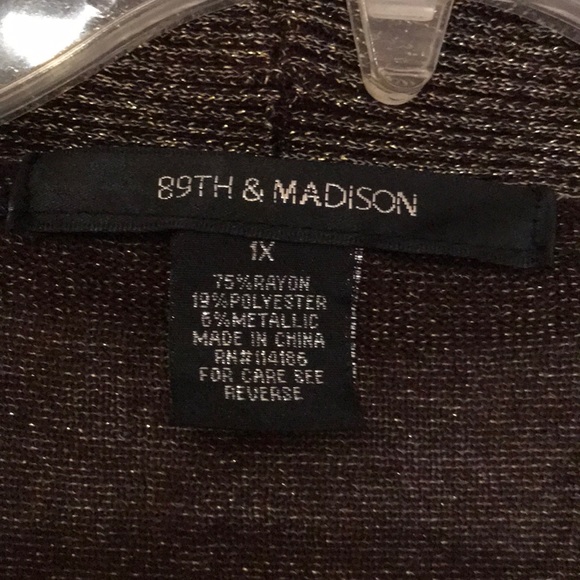 89TH & MADISON
1X
75%RAYON
19%POLYESTER
6%METALLIC
MADE IN CHINA
RN#114186
FOR CARE SEE
REVERSE